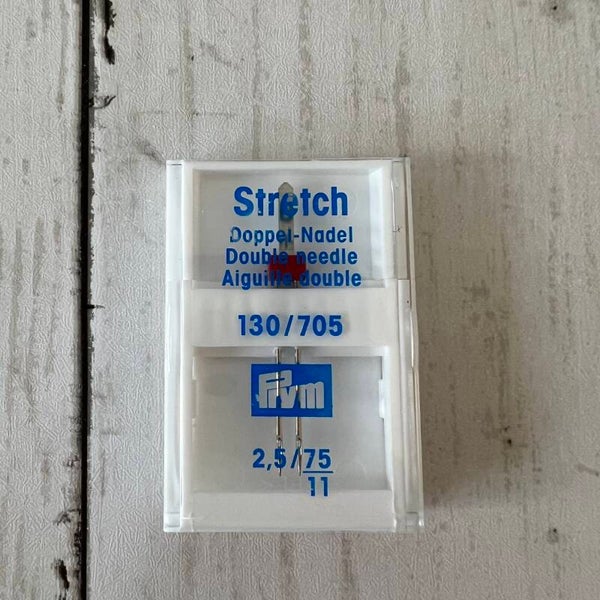 Stretch
Doppel-Nadel
Double needle
Aiguille double
130/705
Prym
2,5/75
11